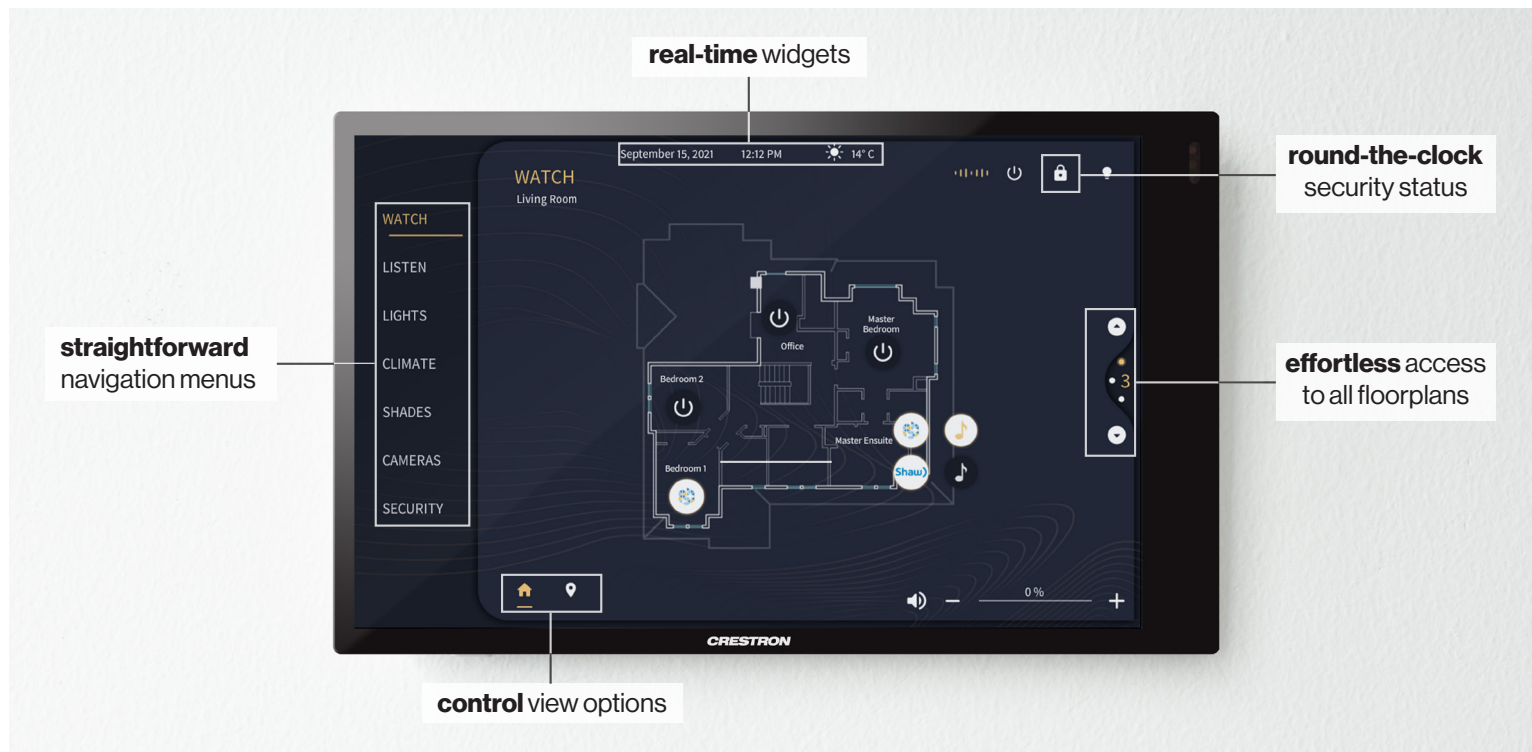 real-time widgets
September 15, 2021 12:12 PM 14° C
WATCH
Living Room
round-the-clock
security status
WATCH
LISTEN
LIGHTS
CLIMATE
SHADES
CAMERAS
SECURITY
straightforward
navigation menus
Master
Bedroom
Office
Bedroom 2
Master Ensuite
Bedroom 1
Shaw)
3
effortless access
to all floorplans
0 %
CRESTRON
control view options